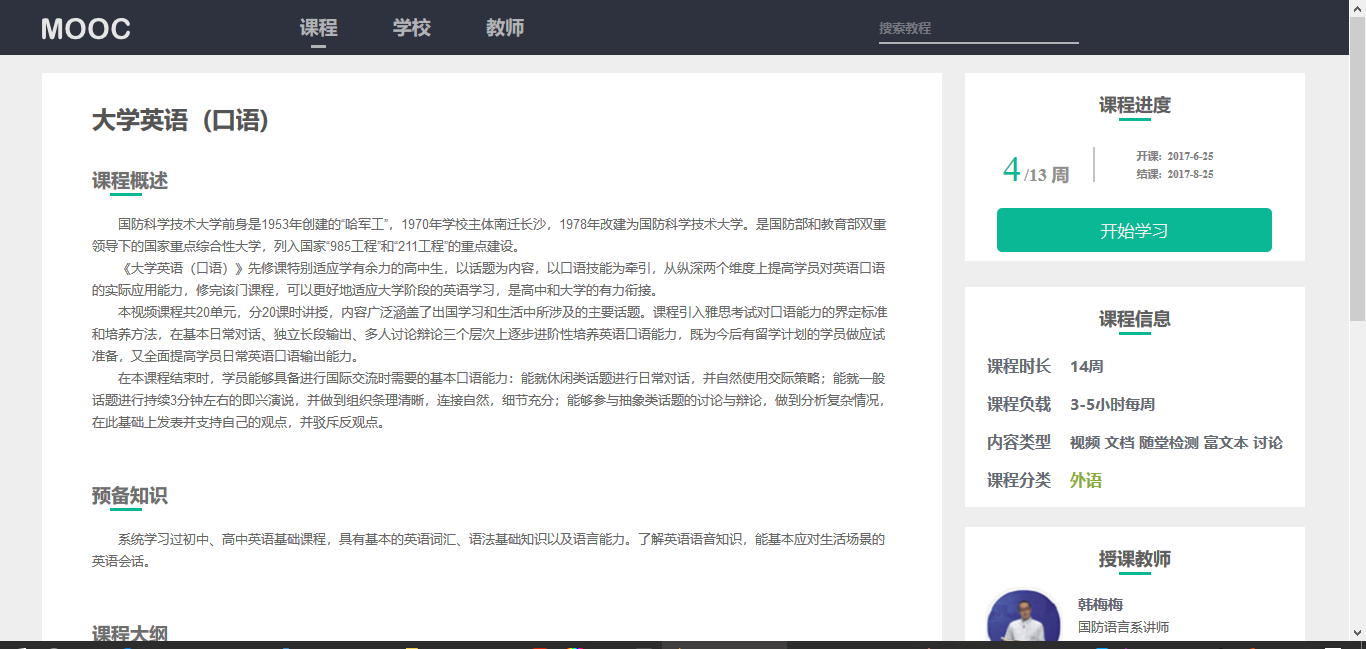 MOOC
课程 学校 教师
搜索教程
大学英语（口语)
课程概述
国防科学技术大学前身是1953年创建的“哈军工”，1970年学校主体南迁长沙，1978年改建为国防科学技术大学。是国防部和教育部双重
领导下的国家重点综合性大学，列入国家“985工程”和“211工程”的重点建设。
《大学英语（口语）》先修课特别适应学有余力的高中生，以话题为内容，以口语技能为牵引，从纵深两个维度上提高学员对英语口语
的实际应用能力，修完该门课程，可以更好地适应大学阶段的英语学习，是高中和大学的有力衔接。
本视频课程共20单元，分20课时讲授，内容广泛涵盖了出国学习和生活中所涉及的主要话题。课程引入雅思考试对口语能力的界定标准
和培养方法，在基本日常对话、独立长段输出、多人讨论辩论三个层次上逐步进阶性培养英语口语能力，既为今后有留学计划的学员做应试
准备，又全面提高学员日常英语口语输出能力。
在本课程结束时，学员能够具备进行国际交流时需要的基本口语能力：能就休闲类话题进行日常对话，并自然使用交际策略；能就一般
话题进行持续3分钟左右的即兴演说，并做到组织条理清晰，连接自然，细节充分；能够参与抽象类话题的讨论与辩论，做到分析复杂情况，
在此基础上发表并支持自己的观点，并驳斥反观点。
预备知识
系统学习过初中、高中英语基础课程，具有基本的英语词汇、语法基础知识以及语言能力。了解英语语音知识，能基本应对生活场景的
英语会话。
课程大纲
课程进度
4/13 周
开课：2017-6-25
结课：2017-8-25
开始学习
课程信息
课程时长 14周
课程负载 3-5小时每周
内容类型 视频 文档 随堂检测 富文本 讨论
课程分类 外语
授课教师
韩梅梅
国防语言系讲师